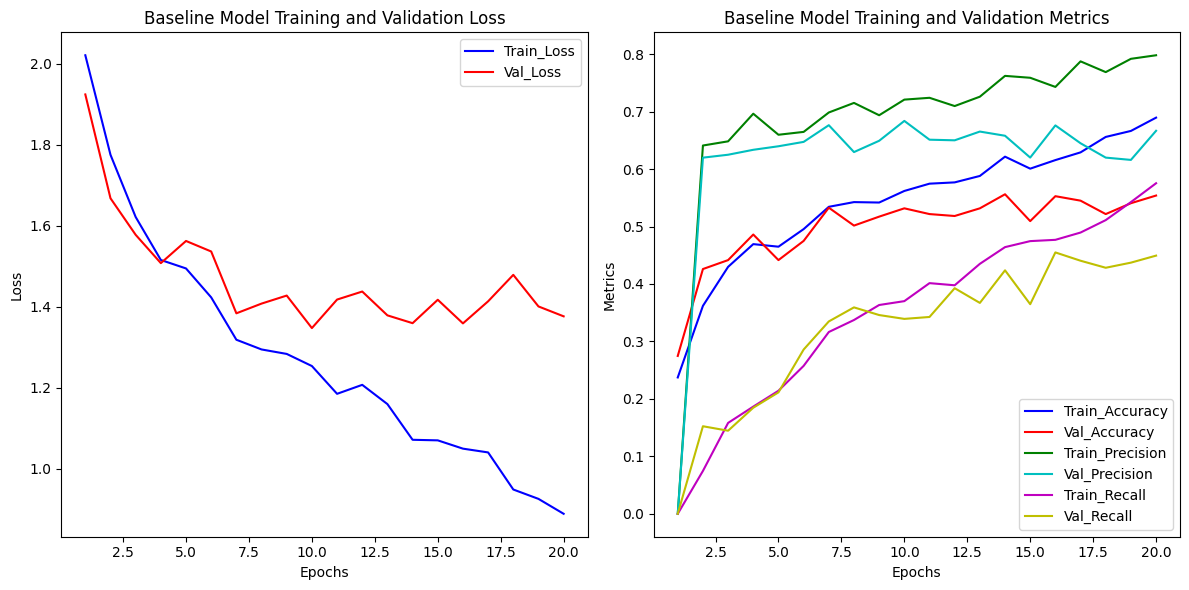 Baseline Model Training and Validation Loss
Train_Loss
Val_Loss
2.0
1.8
1.6
1.4
1.2
1.0
Loss
2.5
5.0
7.5
10.0
12.5
15.0
17.5
20.0
Epochs
Baseline Model Training and Validation Metrics
0.8
0.7
0.6
0.5
0.4
0.3
0.2
0.1
0.0
Metrics
Train_Accuracy
Val_Accuracy
Train_Precision
Val_Precision
Train_Recall
Val_Recall
2.5
5.0
7.5
10.0
12.5
15.0
17.5
20.0
Epochs